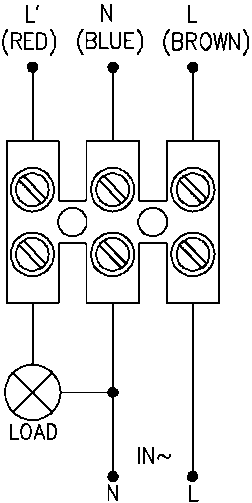 L' N L
(RED) (BLUE) (BROWN)
LOAD
IN~
N L